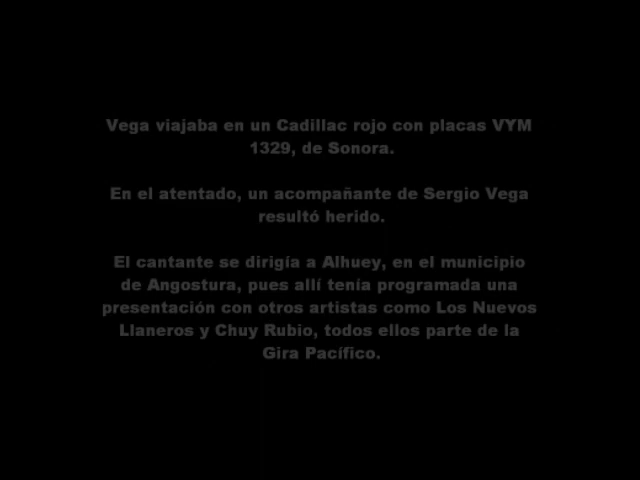 Vega viajaba en un Cadillac rojo con placas VYM
1329, de Sonora.
En el atentado, un acompañante de Sergio Vega
resultó herido.
El cantante se dirigía a Alhuey, en el municipio
de Angostura, pues allí tenía programada una
presentación con otros artistas como Los Nuevos
Llaneros y Chuy Rubio, todos ellos parte de la
Gira Pacífico.